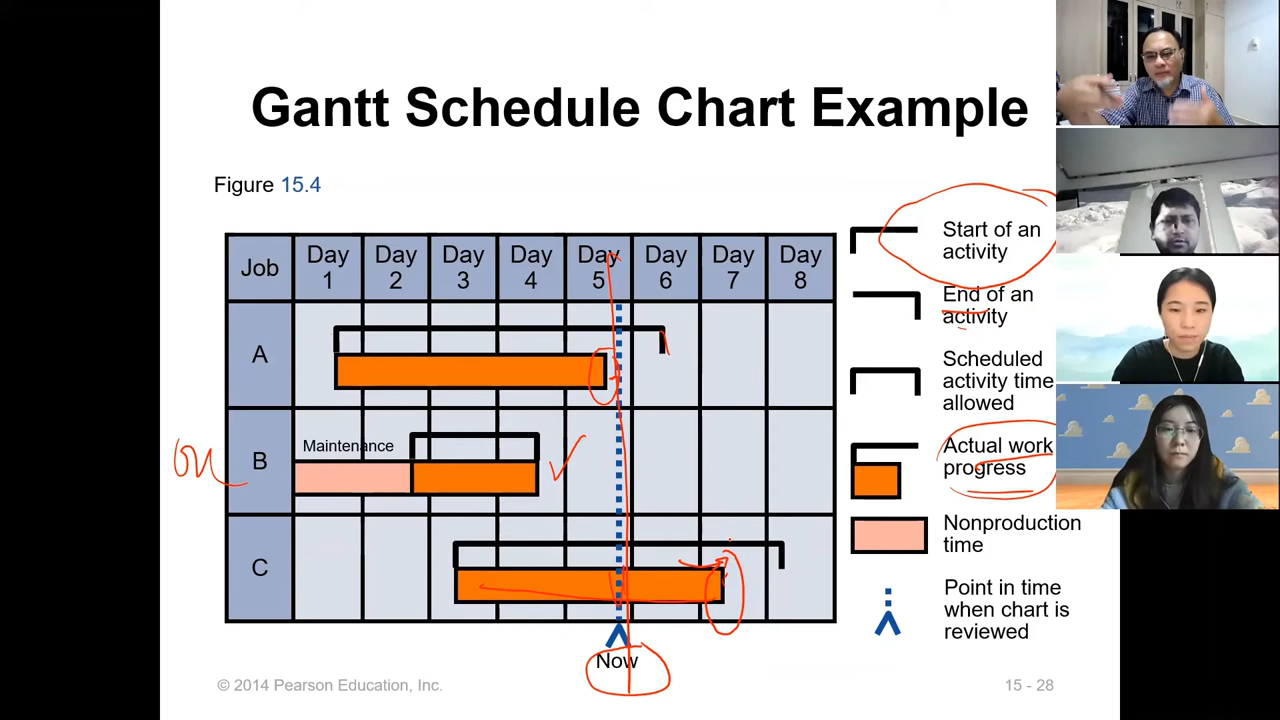 Gantt Schedule Chart Example
Figure 15.4
Job
Day 1
Day 2
Day 3
Day 4
Day 5
Day 6
Day 7
Day 8
A
B
Maintenance
C
Now
Start of an
activity
End of an
activity
Scheduled
activity time
allowed
Actual work
progress
Nonproduction
time
Point in time
when chart is
reviewed
© 2014 Pearson Education, Inc.
15 - 28